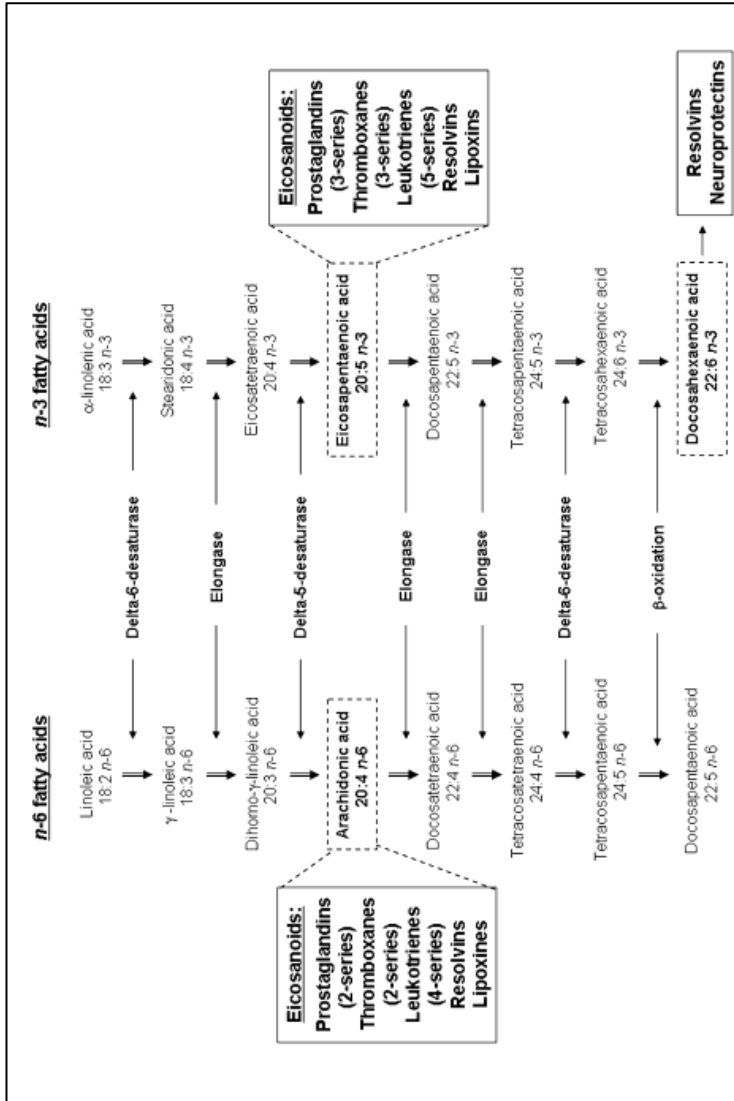 n-6 fatty acids
Linoleic acid
18:2 n-6
γ-linoleic acid
18:3 n-6
Dihomo-γ-linoleic acid
20:3 n-6
Arachidonic acid
20:4 n-6
Docosatetraenoic acid
22:4 n-6
Tetracosatetraenoic acid
24:4 n-6
Tetracosapentaenoic acid
24:5 n-6
Docosapentaenoic acid
22:5 n-6
Eicosanoids:
Prostaglandins
(2-series)
Thromboxanes
(2-series)
Leukotrienes
(4-series)
Resolvins
Lipoxines
Delta-6-desaturase
Elongase
Delta-5-desaturase
Elongase
Elongase
Delta-6-desaturase
β-oxidation
n-3 fatty acids
α-linolenic acid
18:3 n-3
Stearidonic acid
18:4 n-3
Eicosatetraenoic acid
20:4 n-3
Eicosapentaenoic acid
20:5 n-3
Docosapentaenoic acid
22:5 n-3
Tetracosapentaenoic acid
24:5 n-3
Tetracosahexaenoic acid
24:6 n-3
Docosahexaenoic acid
22:6 n-3
Eicosanoids:
Prostaglandins
(3-series)
Thromboxanes
(3-series)
Leukotrienes
(5-series)
Resolvins
Lipoxins
Resolvins
Neuroprotectins